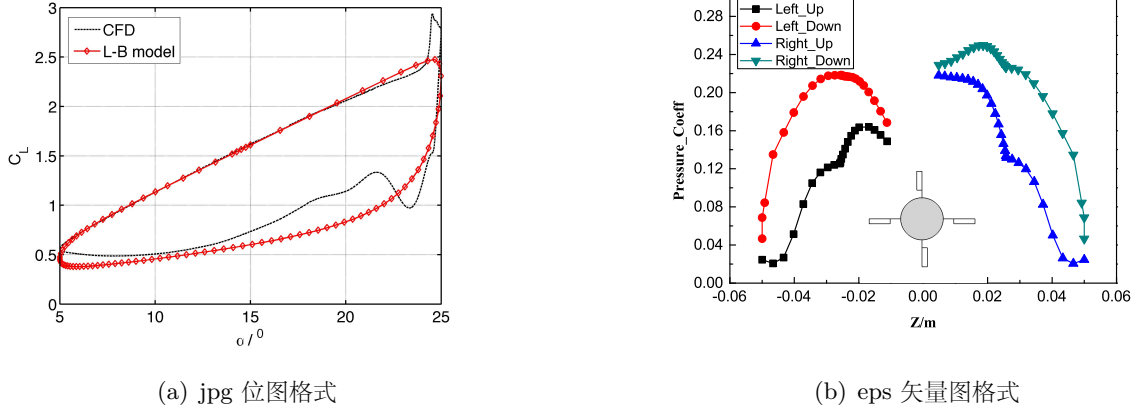 3
2.5
2
1.5
1
0.5
0
C_L
CFD
L-B model
5
10
15
20
25
α / 0
(a) jpg 位图格式
0.28
0.24
0.20
0.16
0.12
0.08
0.04
0.00
Pressure_Coeff
Left_Up
Left_Down
Right_Up
Right_Down
-0.06
-0.04
-0.02
0.00
0.02
0.04
0.06
Z/m
(b) eps 矢量图格式